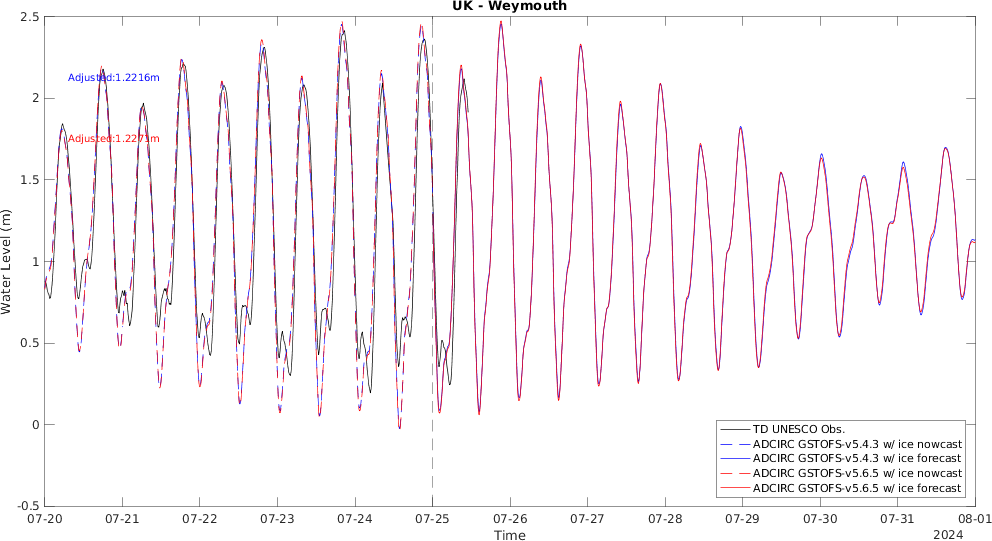 UK - Weymouth
2.5
2
1.5
1
0.5
0
-0.5
Water Level (m)
Adjusted:1.2216m
Adjusted:1.2271m
TD UNESCO Obs.
ADCIRC GSTOFS-v5.4.3 w/ ice nowcast
ADCIRC GSTOFS-v5.4.3 w/ ice forecast
ADCIRC GSTOFS-v5.6.5 w/ ice nowcast
ADCIRC GSTOFS-v5.6.5 w/ ice forecast
07-20 07-21 07-22 07-23 07-24 07-25 07-26 07-27 07-28 07-29 07-30 07-31 08-01
Time
2024